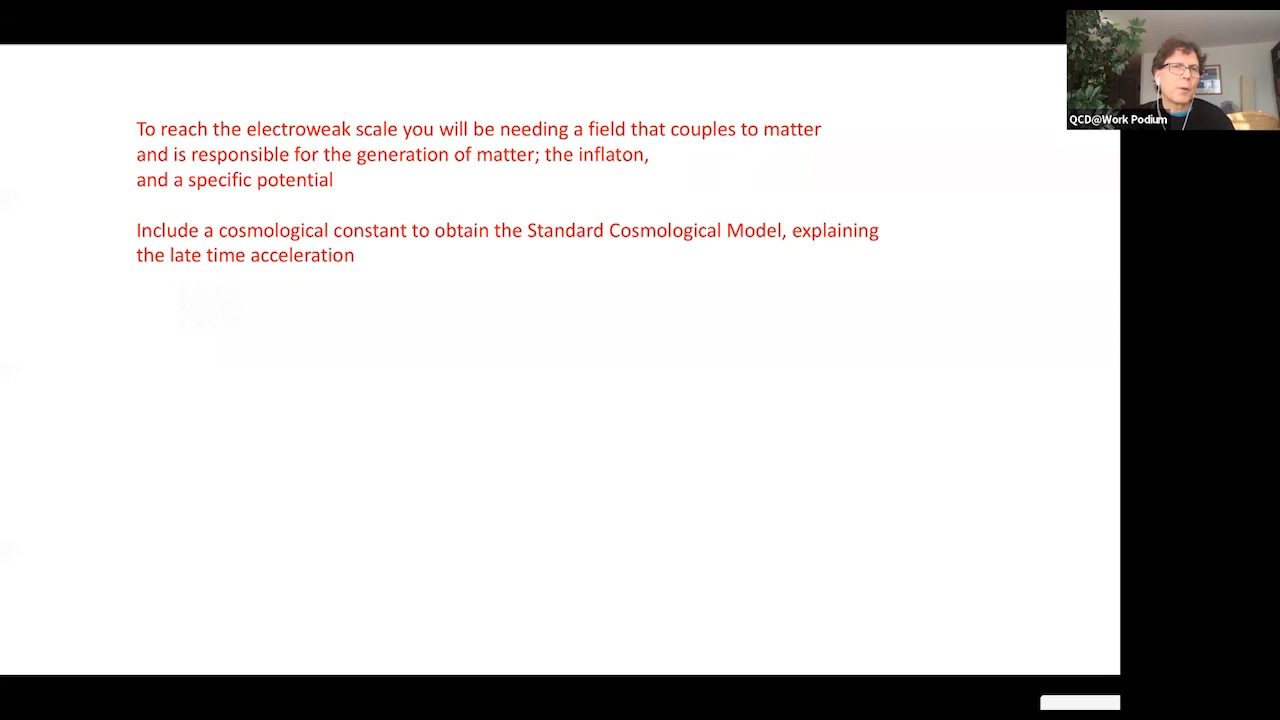 To reach the electroweak scale you will be needing a field that couples to matter
and is responsible for the generation of matter; the inflaton,
and a specific potential
Include a cosmological constant to obtain the Standard Cosmological Model, explaining
the late time acceleration
QCD@Work Podium